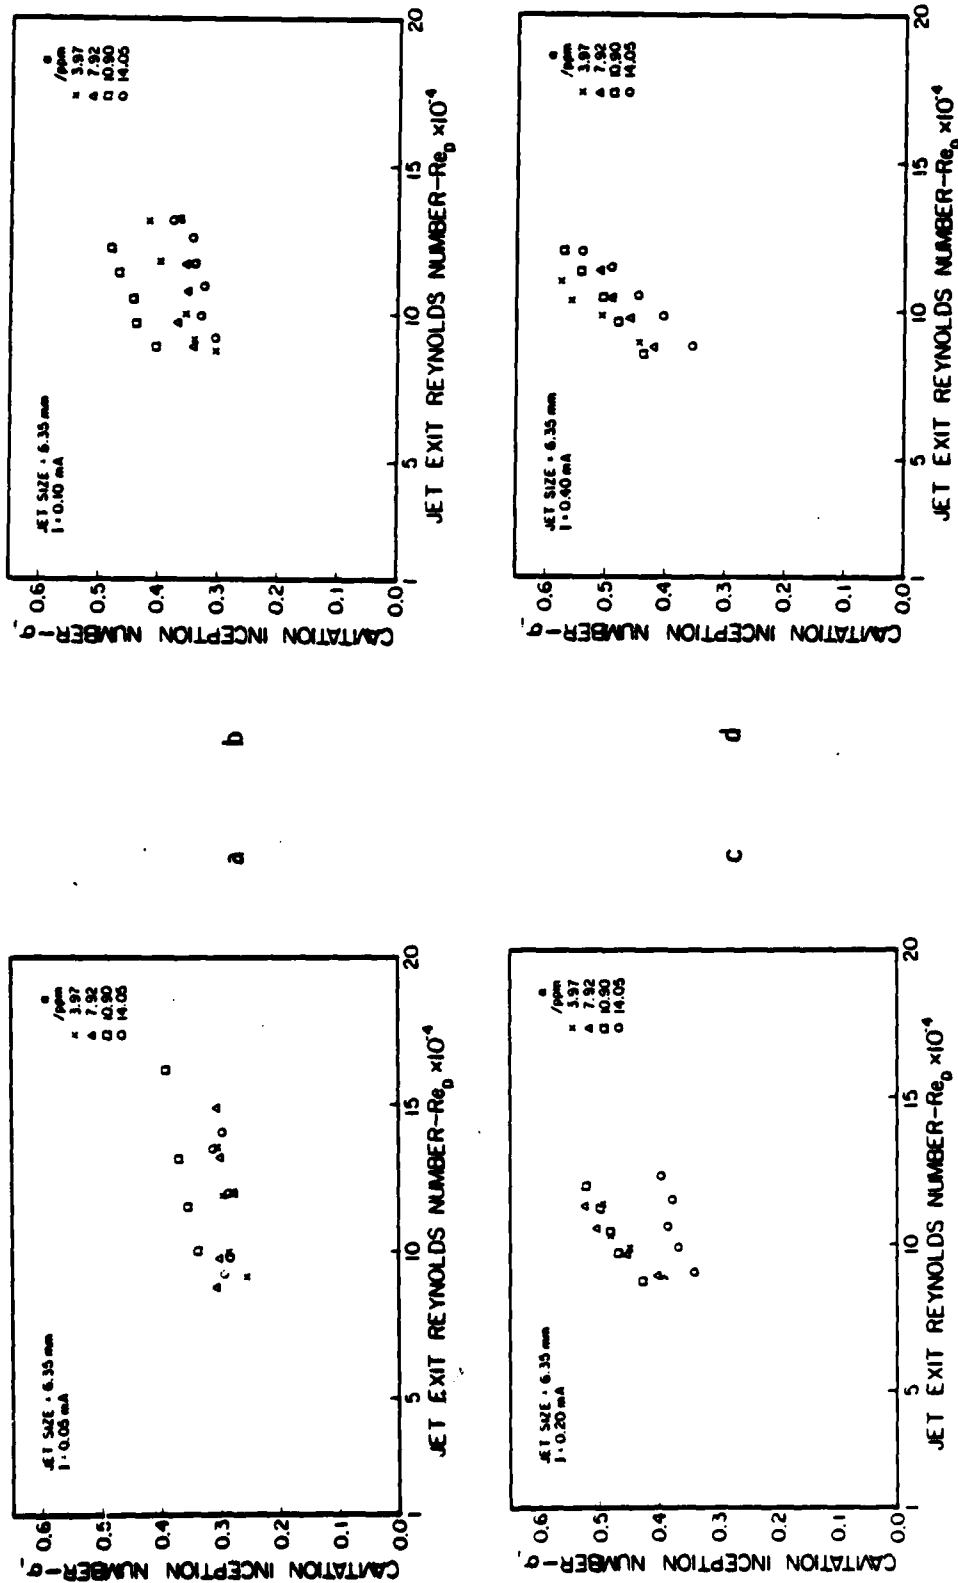 CAVITATION INCEPTION NUMBER-σi
0.6
0.5
0.4
0.3
0.2
0.1
0.0
JET SIZE = 6.35 mm
i = 0.05 mA
a
/ppm
x 3.97
△ 7.92
□ 10.90
○ 14.05
1
5
10
15
20
JET EXIT REYNOLDS NUMBER-ReD ×10-4
a
CAVITATION INCEPTION NUMBER-σi
0.6
0.5
0.4
0.3
0.2
0.1
0.0
JET SIZE = 6.35 mm
i = 0.10 mA
a
/ppm
x 3.97
△ 7.92
□ 10.90
○ 14.05
1
5
10
15
20
JET EXIT REYNOLDS NUMBER-ReD ×10-4
b
CAVITATION INCEPTION NUMBER-σi
0.6
0.5
0.4
0.3
0.2
0.1
0.0
JET SIZE = 6.35 mm
i = 0.20 mA
a
/ppm
x 3.97
△ 7.92
□ 10.90
○ 14.05
1
5
10
15
20
JET EXIT REYNOLDS NUMBER-ReD ×10-4
c
CAVITATION INCEPTION NUMBER-σi
0.6
0.5
0.4
0.3
0.2
0.1
0.0
JET SIZE = 6.35 mm
i = 0.40 mA
a
/ppm
x 3.97
△ 7.92
□ 10.90
○ 14.05
1
5
10
15
20
JET EXIT REYNOLDS NUMBER-ReD ×10-4
d